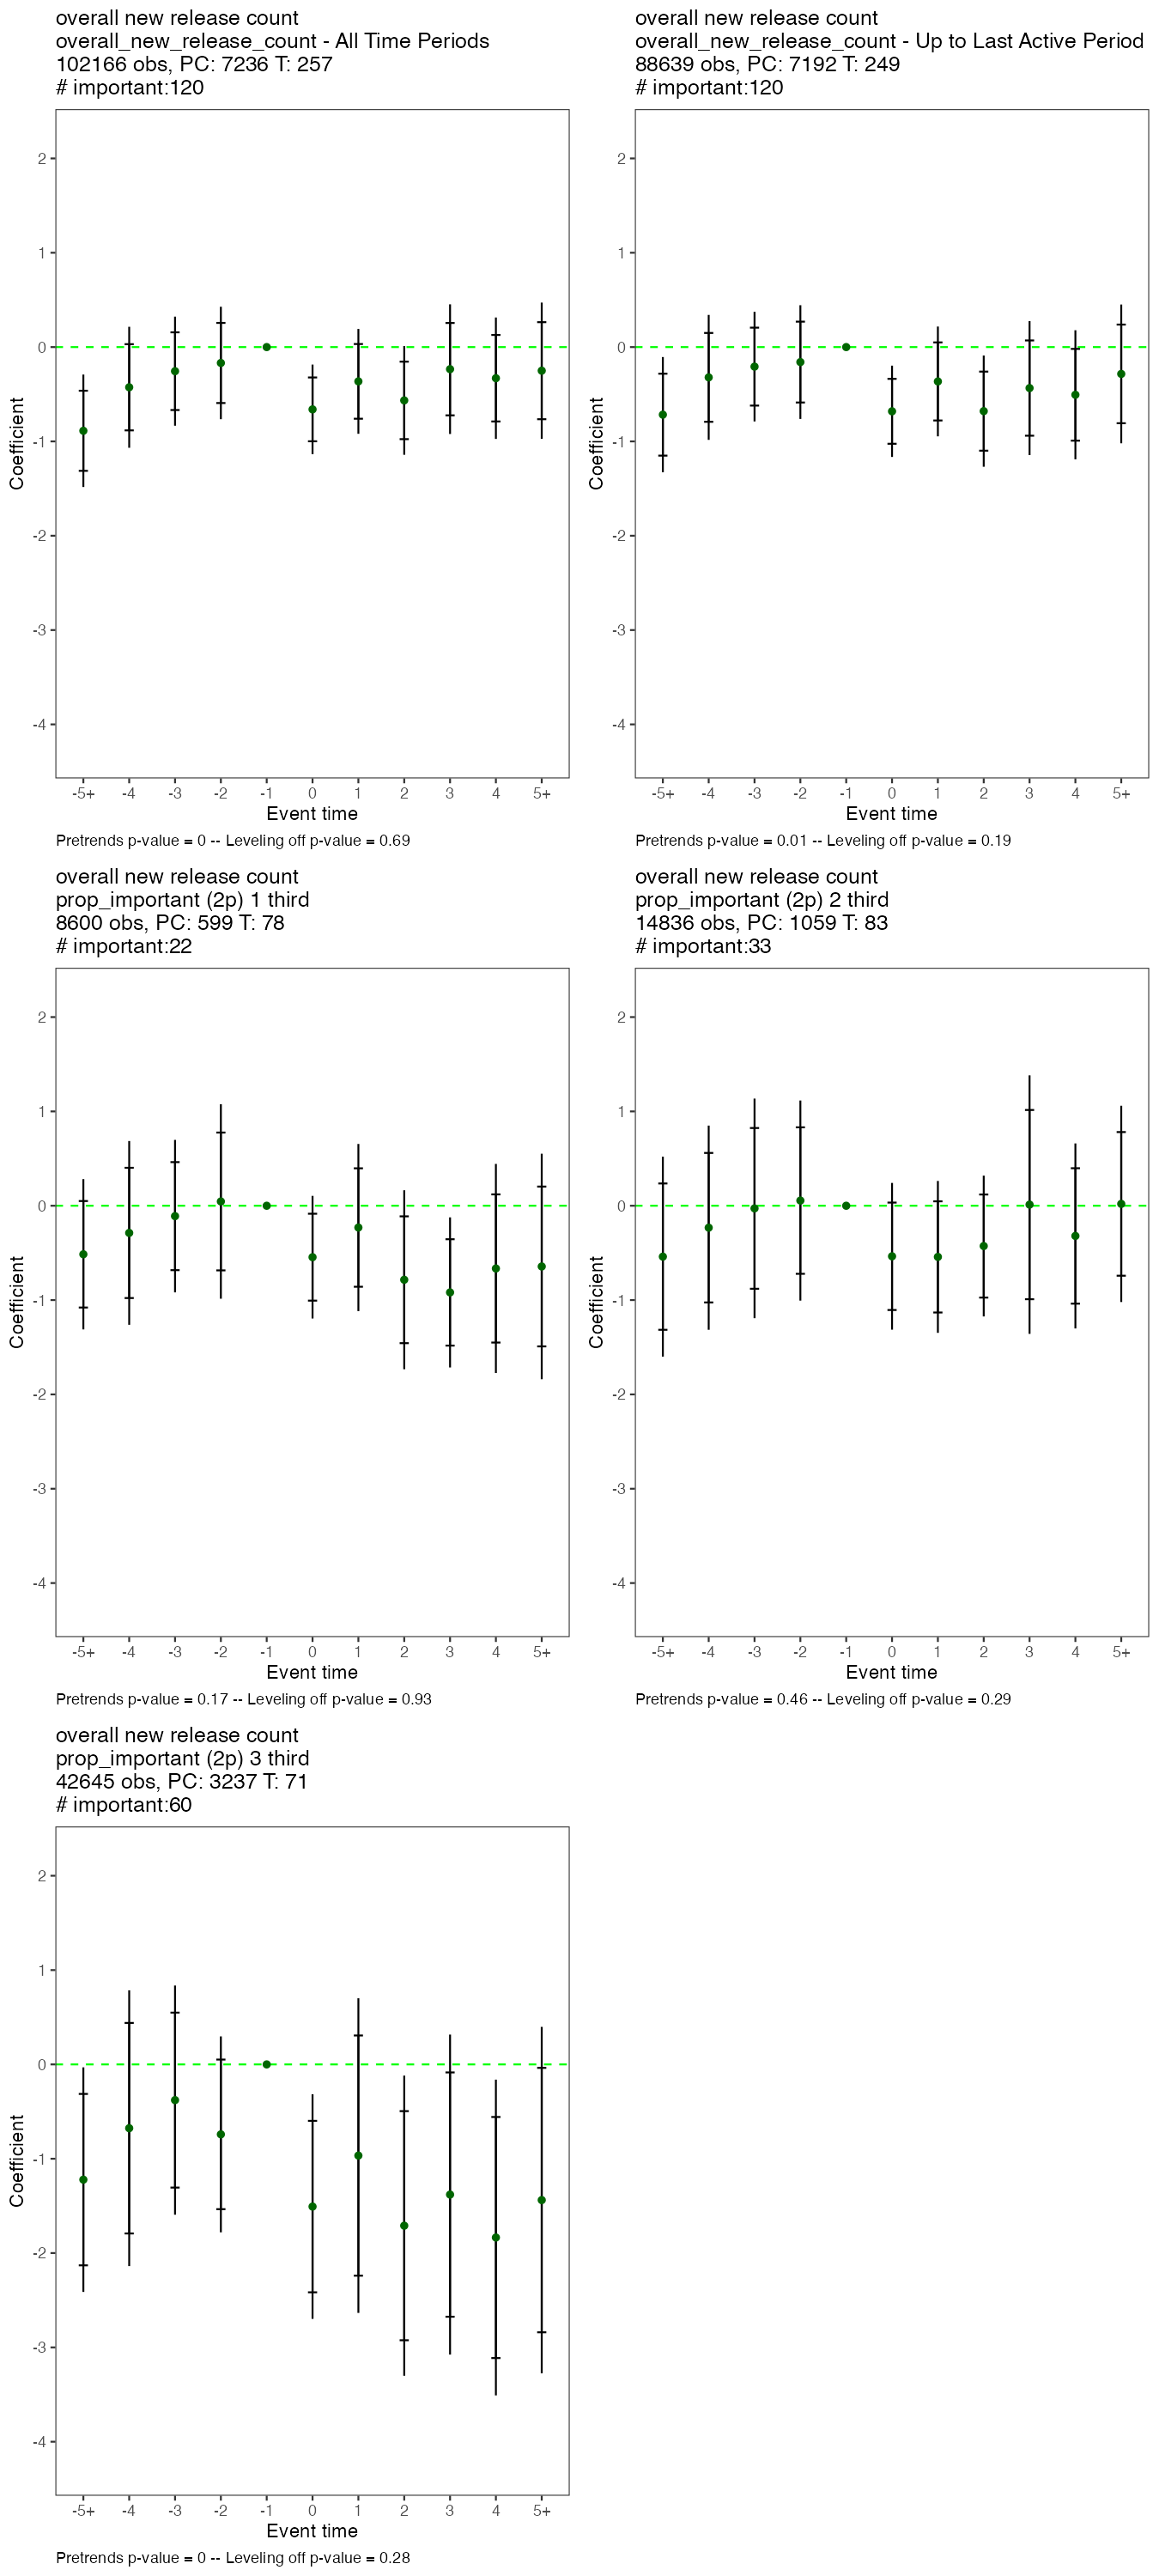 overall new release count
overall_new_release_count - All Time Periods
102166 obs, PC: 7236 T: 257
# important:120
2
1
0
-1
-2
-3
-4
Coefficient
-5+ -4 -3 -2 -1 0 1 2 3 4 5+
Event time
Pretrends p-value = 0 -- Leveling off p-value = 0.69
overall new release count
overall_new_release_count - Up to Last Active Period
88639 obs, PC: 7192 T: 249
# important:120
2
1
0
-1
-2
-3
-4
Coefficient
-5+ -4 -3 -2 -1 0 1 2 3 4 5+
Event time
Pretrends p-value = 0.01 -- Leveling off p-value = 0.19
overall new release count
prop_important (2p) 1 third
8600 obs, PC: 599 T: 78
# important:22
2
1
0
-1
-2
-3
-4
Coefficient
-5+ -4 -3 -2 -1 0 1 2 3 4 5+
Event time
Pretrends p-value = 0.17 -- Leveling off p-value = 0.93
overall new release count
prop_important (2p) 2 third
14836 obs, PC: 1059 T: 83
# important:33
2
1
0
-1
-2
-3
-4
Coefficient
-5+ -4 -3 -2 -1 0 1 2 3 4 5+
Event time
Pretrends p-value = 0.46 -- Leveling off p-value = 0.29
overall new release count
prop_important (2p) 3 third
42645 obs, PC: 3237 T: 71
# important:60
2
1
0
-1
-2
-3
-4
Coefficient
-5+ -4 -3 -2 -1 0 1 2 3 4 5+
Event time
Pretrends p-value = 0 -- Leveling off p-value = 0.28